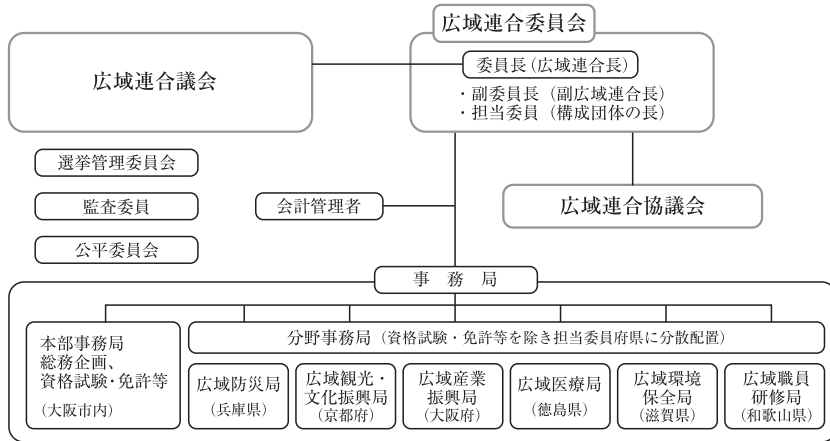 広域連合委員会
広域連合議会
委員長（広域連合長）
・副委員長（副広域連合長）
・担当委員（構成団体の長）
選挙管理委員会
監査委員
公平委員会
会計管理者
広域連合協議会
事　務　局
本部事務局
総務企画、
資格試験・免許等
（大阪市内）
分野事務局（資格試験・免許等を除き担当委員府県に分散配置）
広域防災局
（兵庫県）
広域観光・
文化振興局
（京都府）
広域産業
振興局
（大阪府）
広域医療局
（徳島県）
広域環境
保全局
（滋賀県）
広域職員
研修局
（和歌山県）